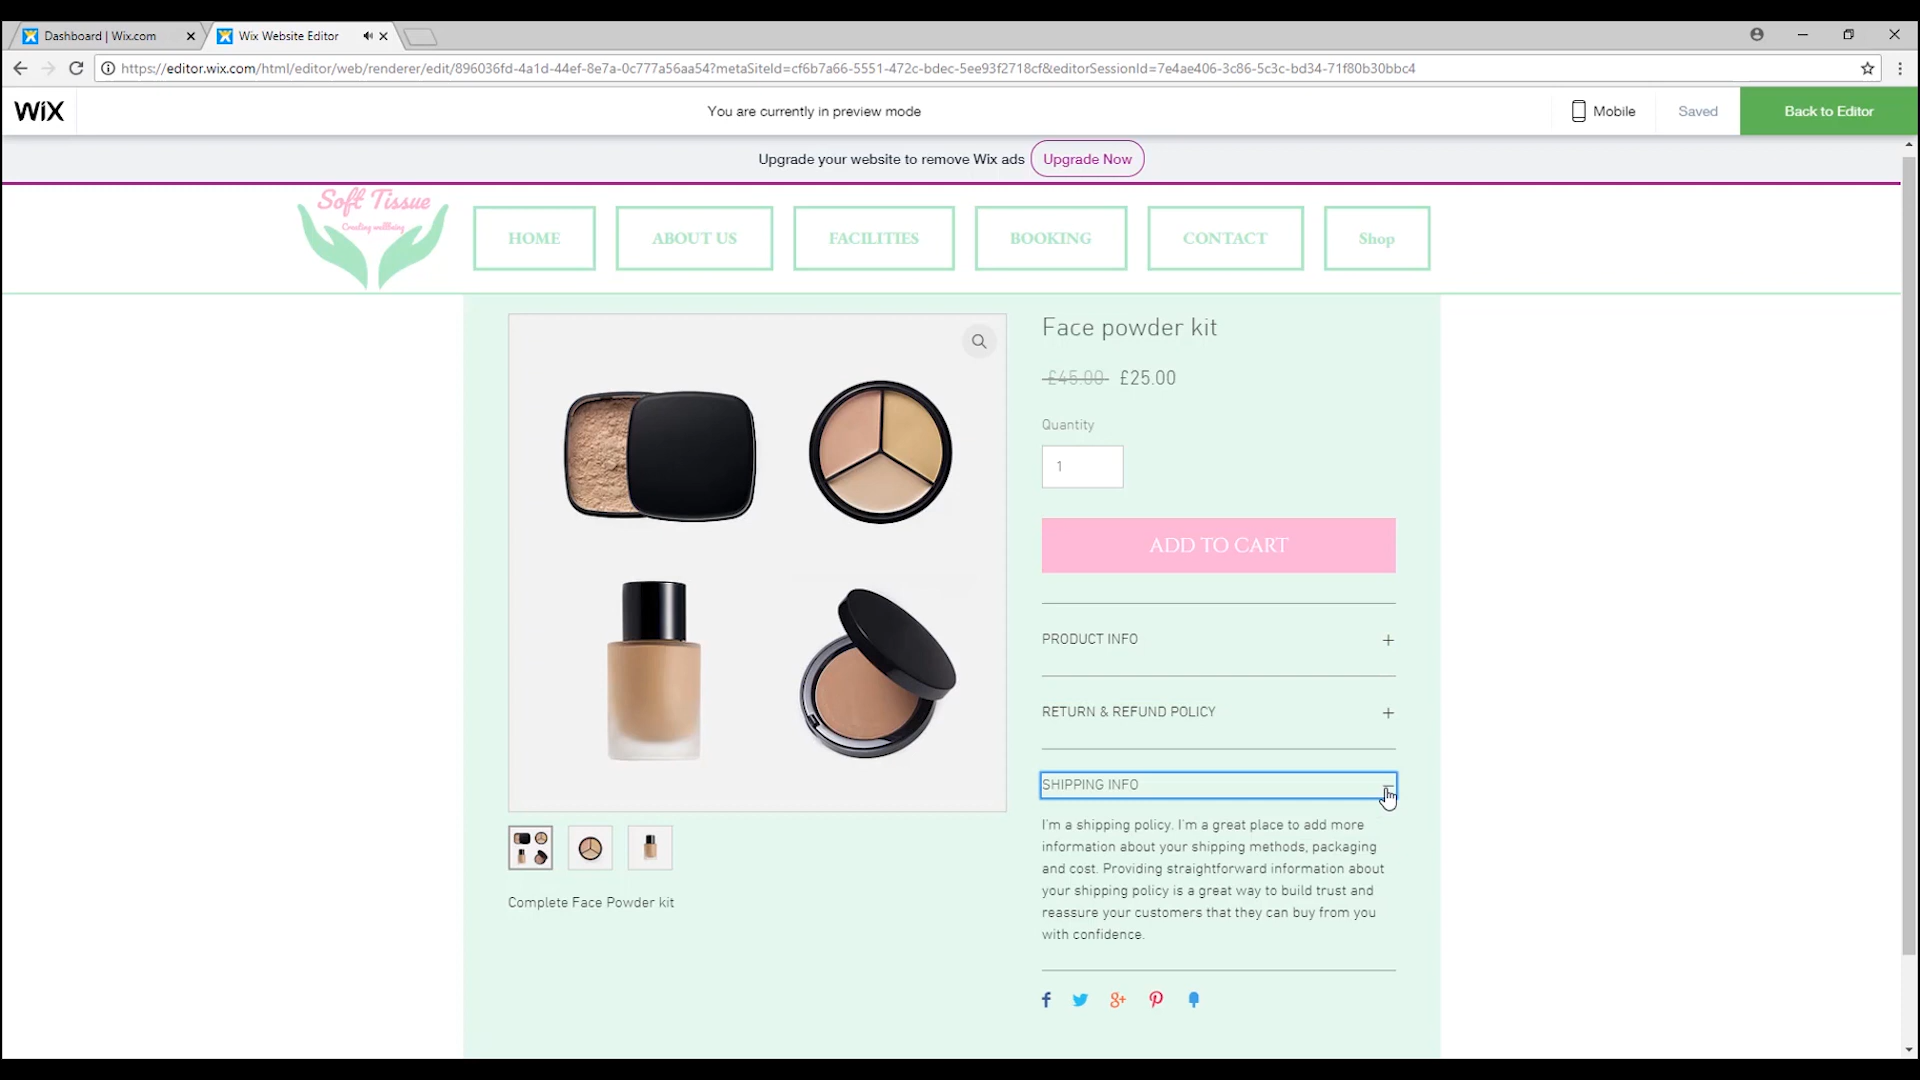 Dashboard | Wix.com
Wix Website Editor
https://editor.wix.com/html/editor/web/renderer/edit/896036fd-4a1d-44ef-8e7a-0c777a56aa54?metaSiteId=cf6b7a66-5551-472c-bdec-5ee93f2718cf&editorSessionId=7e4ae406-3c86-5c3c-bd34-71f80b30bbc4
WiX
You are currently in preview mode
Mobile
Saved
Back to Editor
Upgrade your website to remove Wix ads
Upgrade Now
Soft Tissue
Creating wellbeing
HOME
ABOUT US
FACILITIES
BOOKING
CONTACT
Shop
Face powder kit
£45.00 £25.00
Quantity
1
ADD TO CART
PRODUCT INFO
RETURN & REFUND POLICY
SHIPPING INFO
I'm a shipping policy. I'm a great place to add more
information about your shipping methods, packaging
and cost. Providing straightforward information about
your shipping policy is a great way to build trust and
reassure your customers that they can buy from you
with confidence.
Complete Face Powder kit